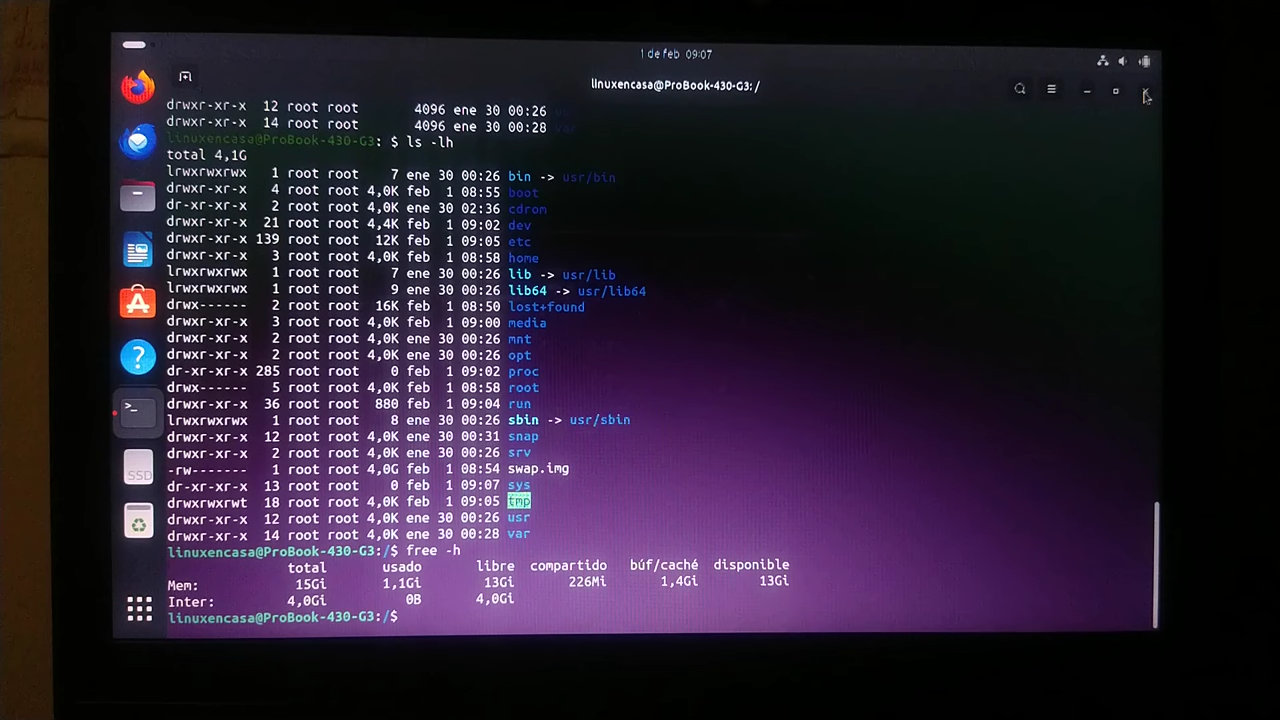 1 de feb 09:07
linuxencasa@ProBook-430-G3: /
drwxr-xr-x 12 root root 4096 ene 30 00:26
drwxr-xr-x 14 root root 4096 ene 30 00:28 var
linuxencasa@ProBook-430-G3: $ ls -lh
total 4,1G
lrwxrwxrwx 1 root root 7 ene 30 00:26 bin -> usr/bin
drwxr-xr-x 4 root root 4,0K feb 1 08:55 boot
dr-xr-xr-x 2 root root 4,0K ene 30 02:36 cdrom
drwxr-xr-x 21 root root 4,4K feb 1 09:02 dev
drwxr-xr-x 139 root root 12K feb 1 09:05 etc
drwxr-xr-x 3 root root 4,0K feb 1 08:58 home
lrwxrwxrwx 1 root root 7 ene 30 00:26 lib -> usr/lib
lrwxrwxrwx 1 root root 9 ene 30 00:26 lib64 -> usr/lib64
drwx------ 2 root root 16K feb 1 08:50 lost+found
drwxr-xr-x 3 root root 4,0K feb 1 09:00 media
drwxr-xr-x 2 root root 4,0K ene 30 00:26 mnt
drwxr-xr-x 2 root root 4,0K ene 30 00:26 opt
dr-xr-xr-x 285 root root 0 feb 1 09:02 proc
drwx------ 5 root root 4,0K feb 1 08:58 root
drwxr-xr-x 36 root root 880 feb 1 09:04 run
lrwxrwxrwx 1 root root 8 ene 30 00:26 sbin -> usr/sbin
drwxr-xr-x 12 root root 4,0K ene 30 00:31 snap
drwxr-xr-x 2 root root 4,0K ene 30 00:26 srv
-rw------- 1 root root 4,0G feb 1 08:54 swap.img
dr-xr-xr-x 13 root root 0 feb 1 09:07 sys
drwxrwxrwt 18 root root 4,0K feb 1 09:05 tmp
drwxr-xr-x 12 root root 4,0K ene 30 00:26 usr
drwxr-xr-x 14 root root 4,0K ene 30 00:28 var
linuxencasa@ProBook-430-G3:/$ free -h
total usado libre compartido búf/caché disponible
Mem: 15Gi 1,1Gi 13Gi 226Mi 1,4Gi 13Gi
Inter: 4,0Gi 0B 4,0Gi
linuxencasa@ProBook-430-G3:/$
SSD